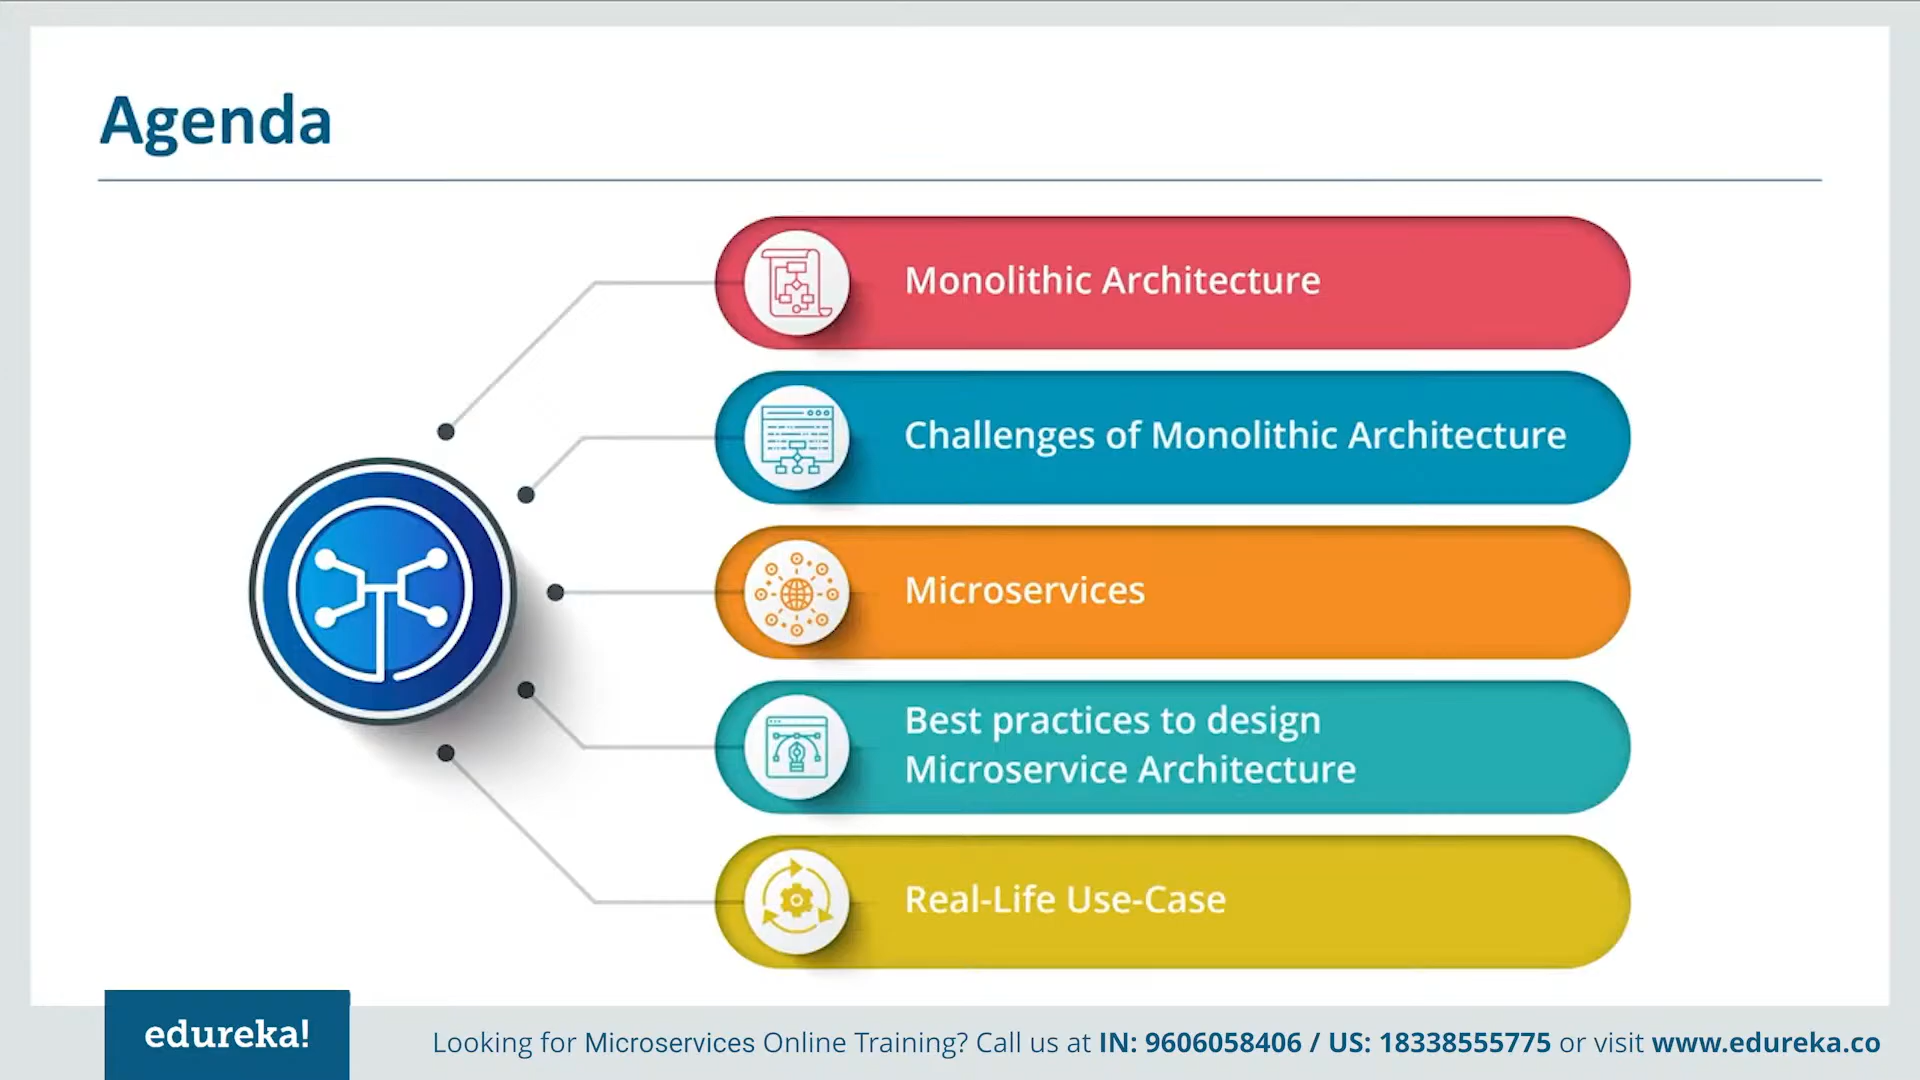 Agenda
Monolithic Architecture
Challenges of Monolithic Architecture
Microservices
Best practices to design
Microservice Architecture
Real-Life Use-Case
edureka!
Looking for Microservices Online Training? Call us at IN: 9606058406 / US: 18338555775 or visit www.edureka.co